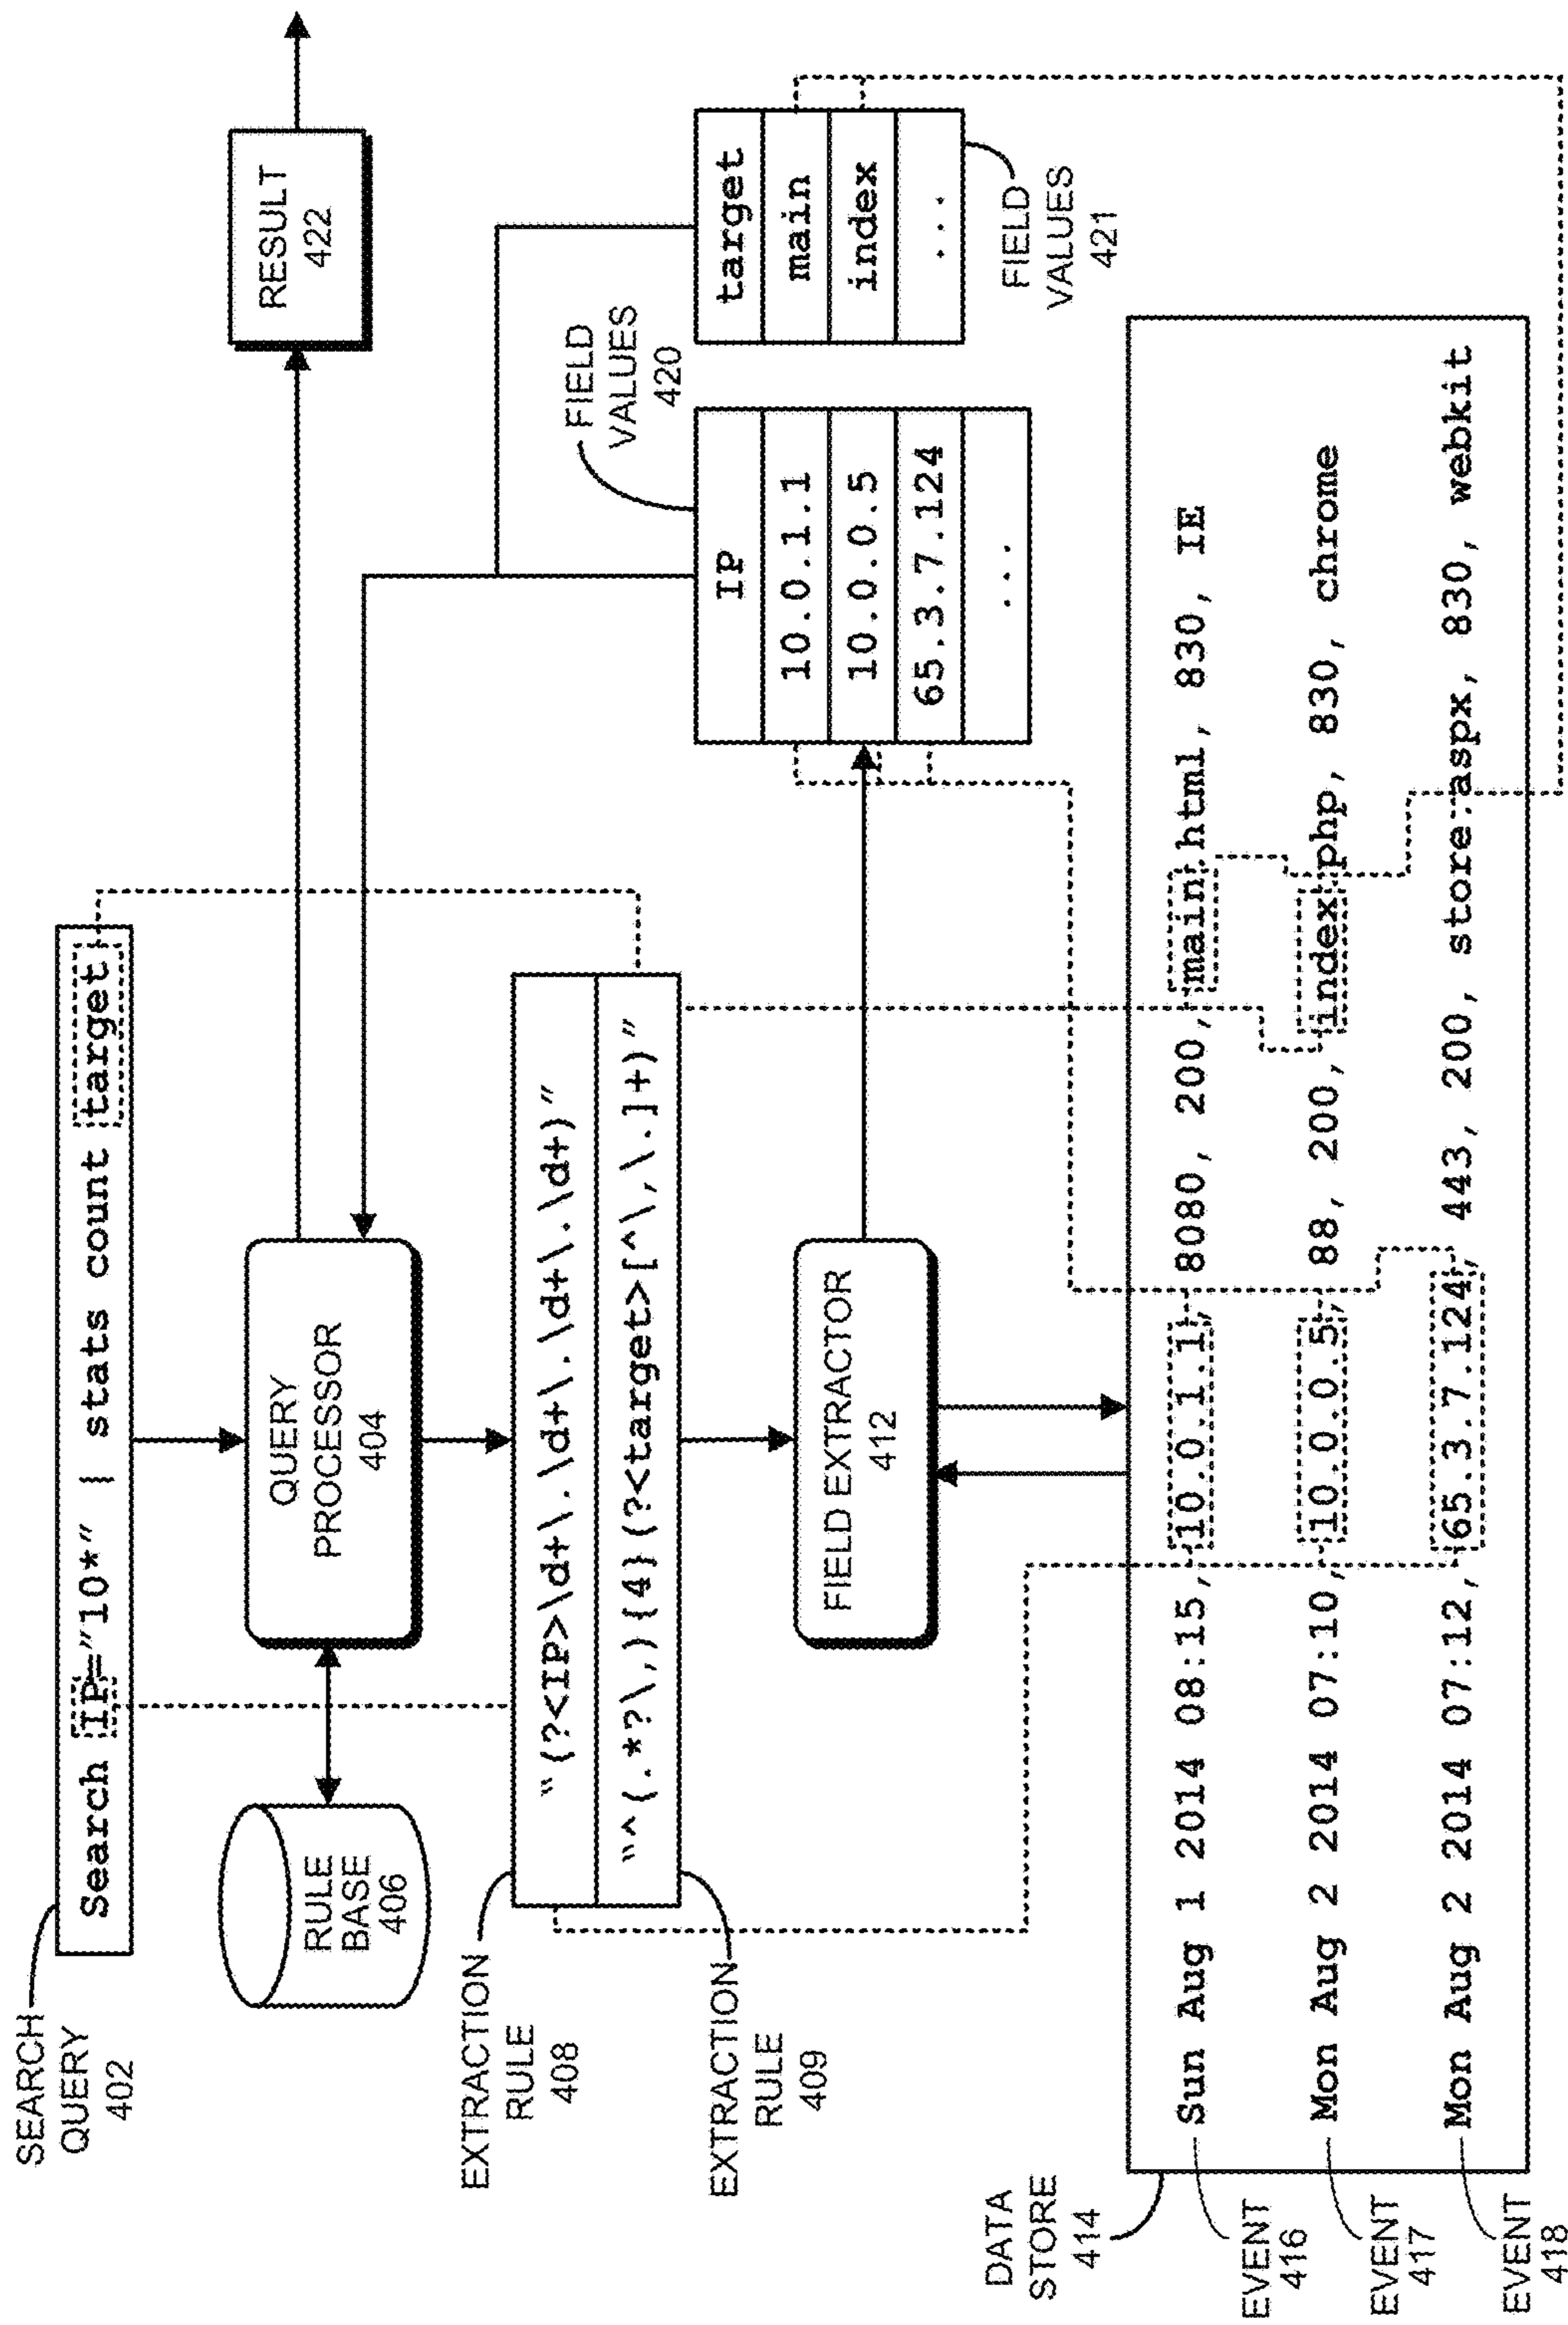 SEARCH
QUERY
402
Search IP="10*" | stats count target
RULE
BASE
406
QUERY
PROCESSOR
404
RESULT
422
EXTRACTION
RULE
408
"(?<IP>\d+\.\d+\.\d+\.\d+)"
"^(.*?\,){4}(?<target>[^\,\.]+)"
EXTRACTION
RULE
409
FIELD EXTRACTOR
412
FIELD
VALUES
420
IP
10.0.1.1
10.0.0.5
65.3.7.124
...
target
main
index
...
FIELD
VALUES
421
DATA
STORE
414
Sun Aug 1 2014 08:15, 10.0.1.1, 8080, 200, main.html, 830, IE
Mon Aug 2 2014 07:10, 10.0.0.5, 88, 200, index.php, 830, chrome
Mon Aug 2 2014 07:12, 65.3.7.124, 443, 200, store.aspx, 830, webkit
EVENT
416
EVENT
417
EVENT
418